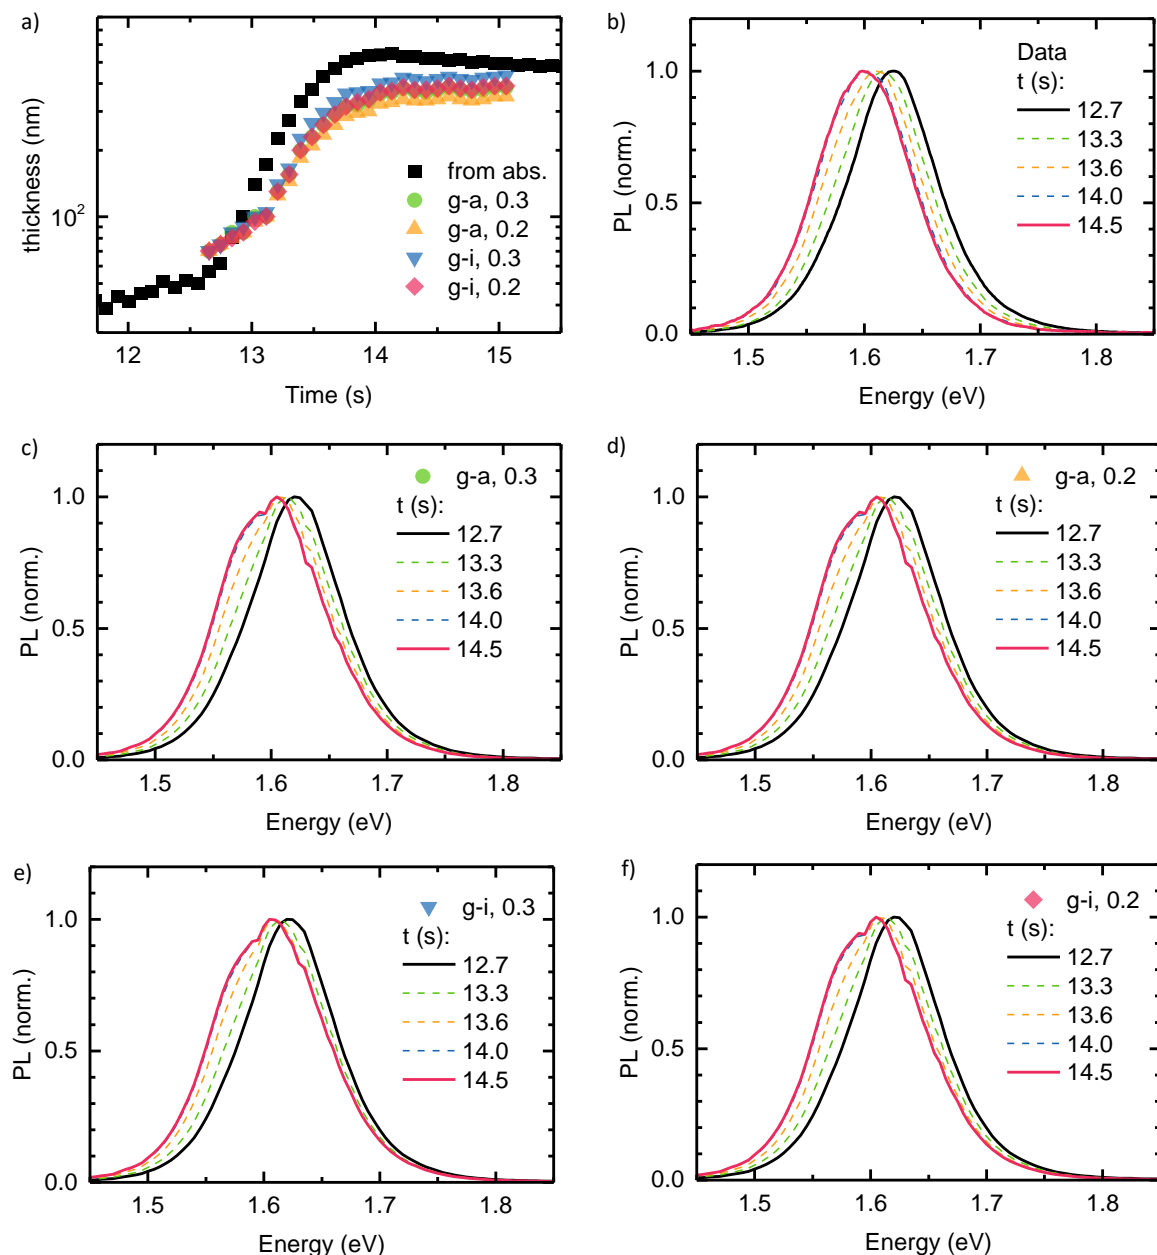 a)
thickness (nm)
10²
from abs.
g-a, 0.3
g-a, 0.2
g-i, 0.3
g-i, 0.2
12 13 14 15
Time (s)
b)
PL (norm.)
1.0
0.5
0.0
Data
t (s):
12.7
13.3
13.6
14.0
14.5
1.5 1.6 1.7 1.8
Energy (eV)
c)
PL (norm.)
1.0
0.5
0.0
g-a, 0.3
t (s):
12.7
13.3
13.6
14.0
14.5
1.5 1.6 1.7 1.8
Energy (eV)
d)
PL (norm.)
1.0
0.5
0.0
g-a, 0.2
t (s):
12.7
13.3
13.6
14.0
14.5
1.5 1.6 1.7 1.8
Energy (eV)
e)
PL (norm.)
1.0
0.5
0.0
g-i, 0.3
t (s):
12.7
13.3
13.6
14.0
14.5
1.5 1.6 1.7 1.8
Energy (eV)
f)
PL (norm.)
1.0
0.5
0.0
g-i, 0.2
t (s):
12.7
13.3
13.6
14.0
14.5
1.5 1.6 1.7 1.8
Energy (eV)